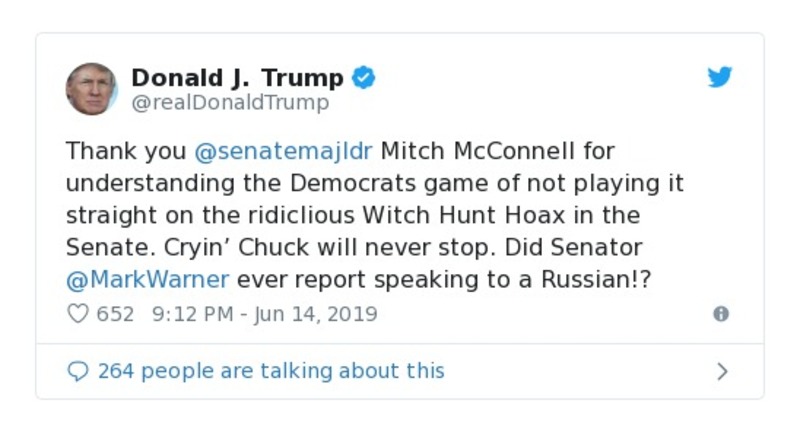 Donald J. Trump
@realDonaldTrump
Thank you @senatemajldr Mitch McConnell for
understanding the Democrats game of not playing it
straight on the ridiclious Witch Hunt Hoax in the
Senate. Cryin’ Chuck will never stop. Did Senator
@MarkWarner ever report speaking to a Russian!?
652 9:12 PM - Jun 14, 2019
264 people are talking about this